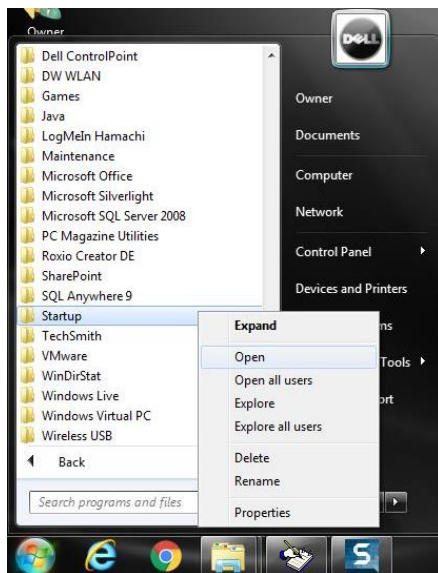 Owner
DELL
Dell ControlPoint
DW WLAN
Games
Java
LogMeIn Hamachi
Maintenance
Microsoft Office
Microsoft Silverlight
Microsoft SQL Server 2008
PC Magazine Utilities
Roxio Creator DE
SharePoint
SQL Anywhere 9
Startup
TechSmith
VMware
WinDirStat
Windows Live
Windows Virtual PC
Wireless USB
Back
Search programs and files
Owner
Documents
Computer
Network
Control Panel
Devices and Printers
ms
Tools
ort
Expand
Open
Open all users
Explore
Explore all users
Delete
Rename
Properties
S